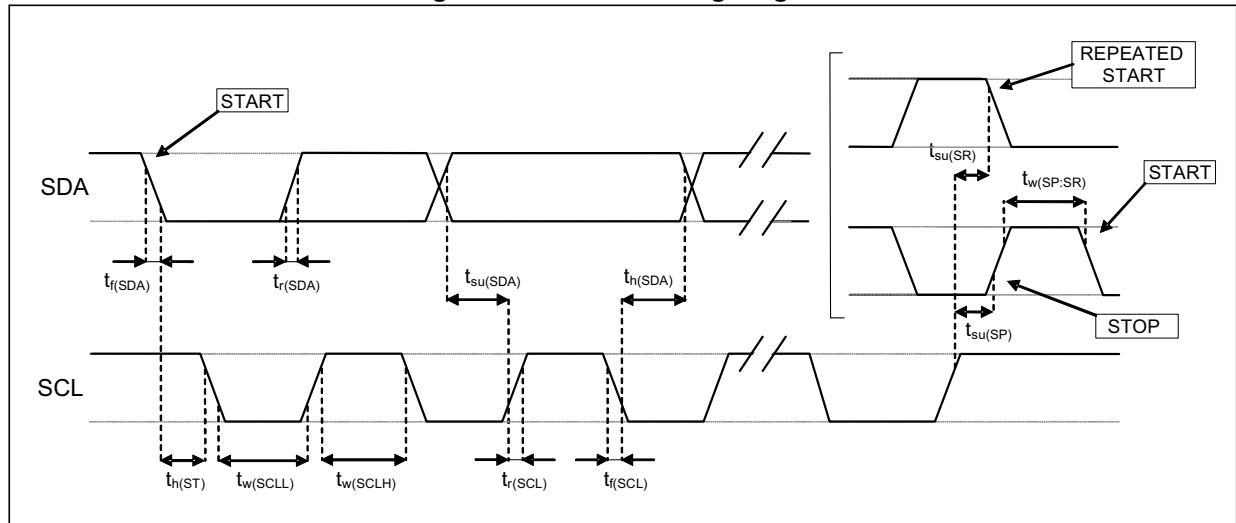 REPEATED
START
START
SDA
t_su(SR)
t_w(SP:SR)
START
t_f(SDA)
t_r(SDA)
t_su(SDA)
t_h(SDA)
t_su(SP)
STOP
SCL
t_h(ST)
t_w(SCLL)
t_w(SCLH)
t_r(SCL)
t_f(SCL)